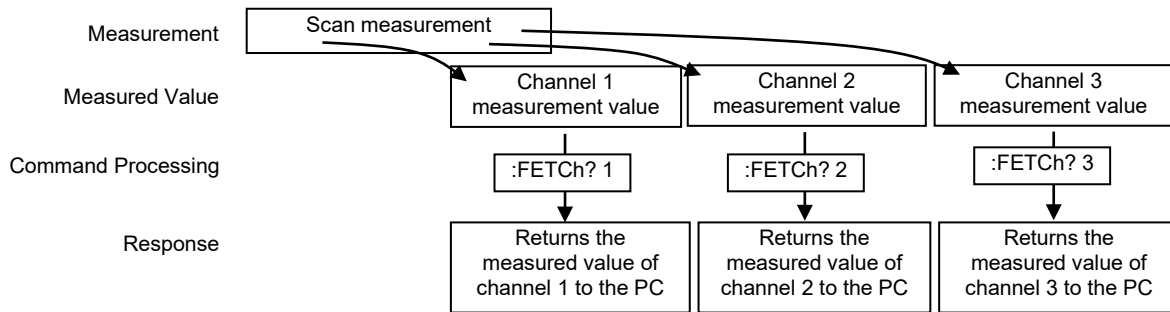 Measurement
Scan measurement
Measured Value
Channel 1
measurement value
Channel 2
measurement value
Channel 3
measurement value
Command Processing
:FETCh? 1
:FETCh? 2
:FETCh? 3
Response
Returns the
measured value of
channel 1 to the PC
Returns the
measured value of
channel 2 to the PC
Returns the
measured value of
channel 3 to the PC